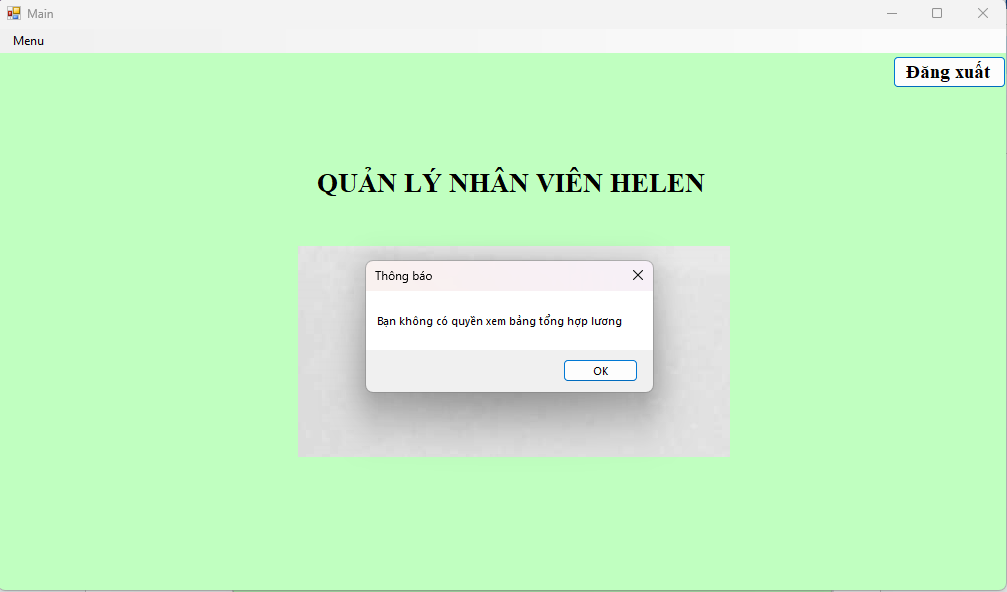 Main
Menu
Đăng xuất
QUẢN LÝ NHÂN VIÊN HELEN
Thông báo
Bạn không có quyền xem bảng tổng hợp lương
OK